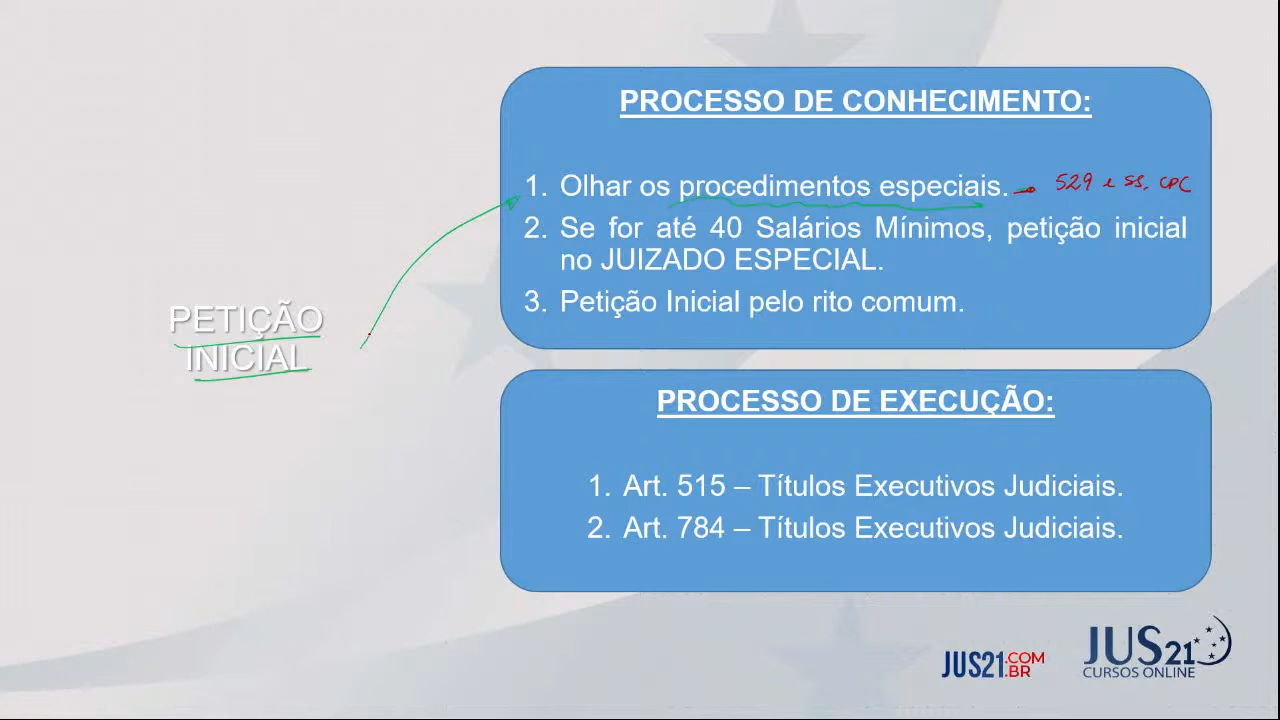 PROCESSO DE CONHECIMENTO:
1. Olhar os procedimentos especiais. 529 e ss. CPC
2. Se for até 40 Salários Mínimos, petição inicial
no JUIZADO ESPECIAL.
3. Petição Inicial pelo rito comum.
PETIÇÃO
INICIAL
PROCESSO DE EXECUÇÃO:
1. Art. 515 – Títulos Executivos Judiciais.
2. Art. 784 – Títulos Executivos Judiciais.
JUS21.COM.BR
JUS21
CURSOS ONLINE